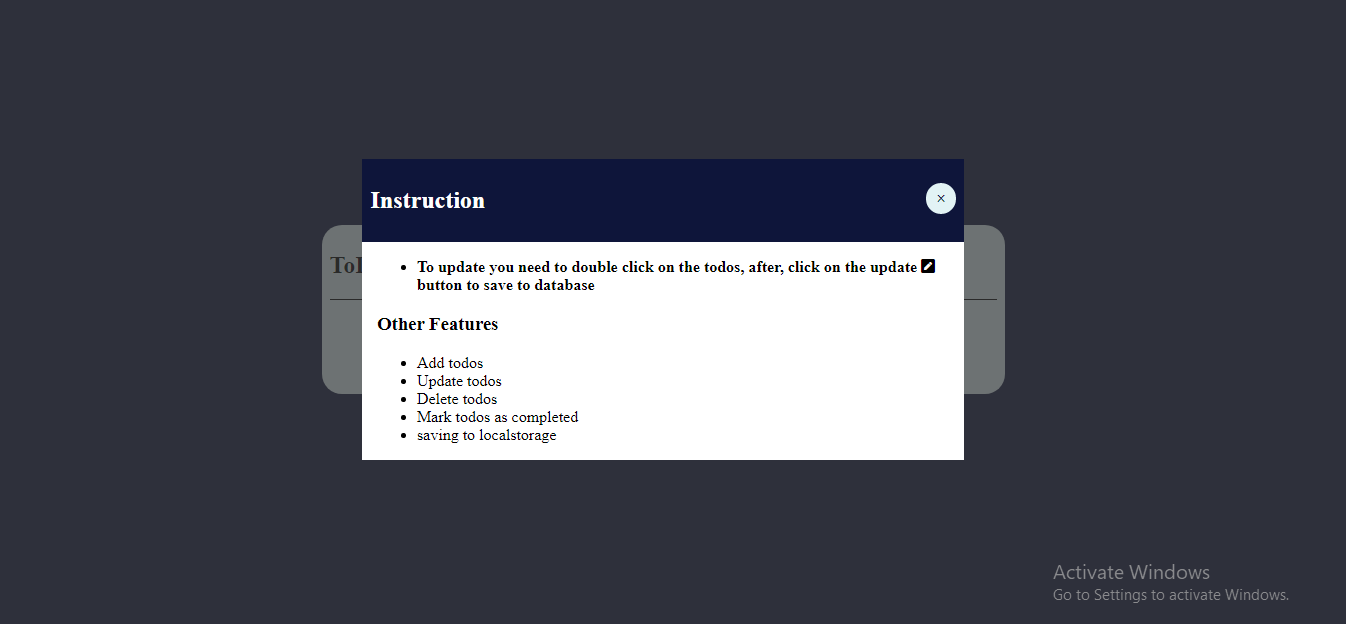 Instruction
×
To update you need to double click on the todos, after, click on the update
button to save to database
Other Features
Add todos
Update todos
Delete todos
Mark todos as completed
saving to localstorage
Activate Windows
Go to Settings to activate Windows.